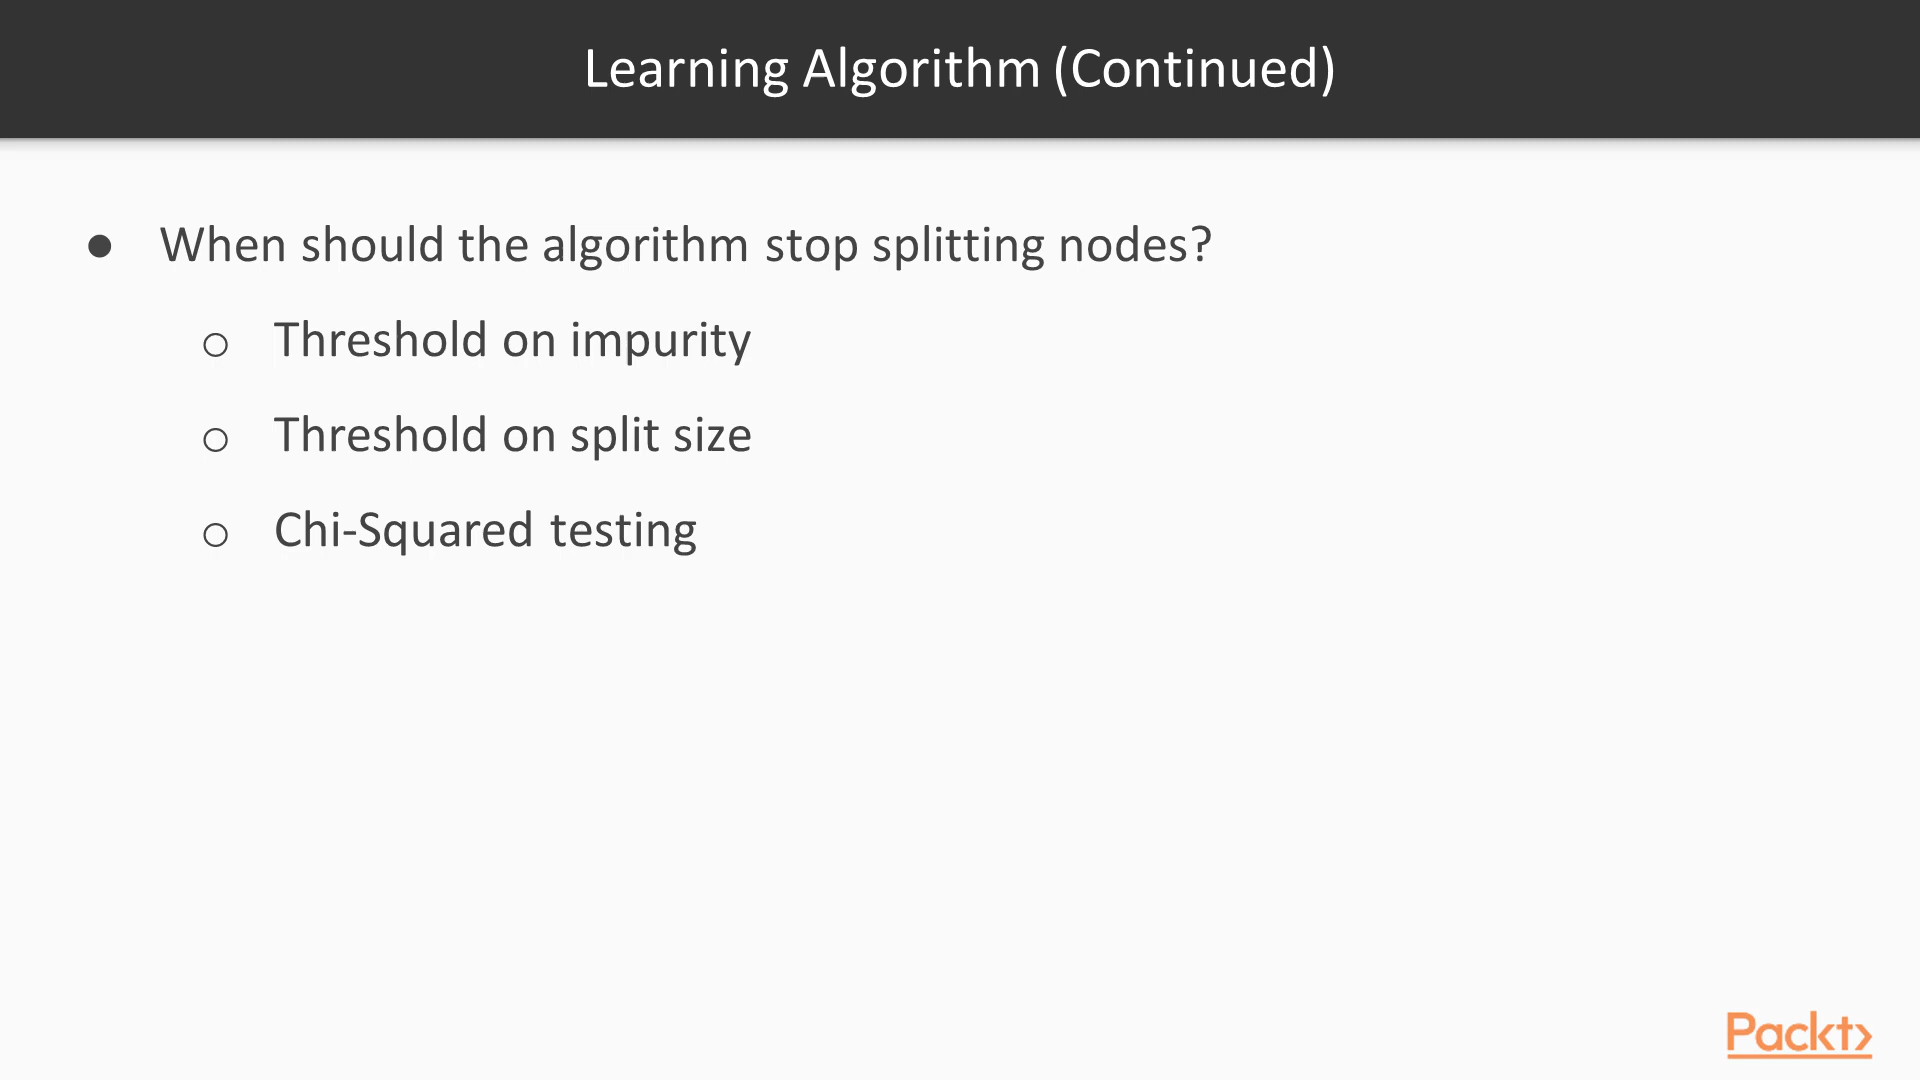 Learning Algorithm (Continued)
● When should the algorithm stop splitting nodes?
○ Threshold on impurity
○ Threshold on split size
○ Chi-Squared testing
Packt>